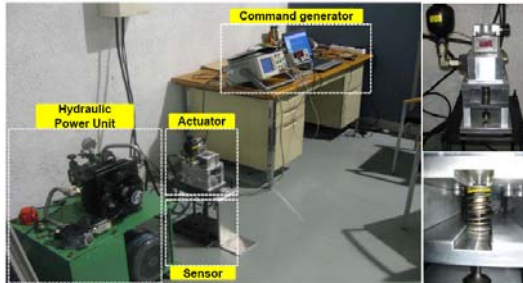 Command generator
Hydraulic
Power Unit
Actuator
Sensor